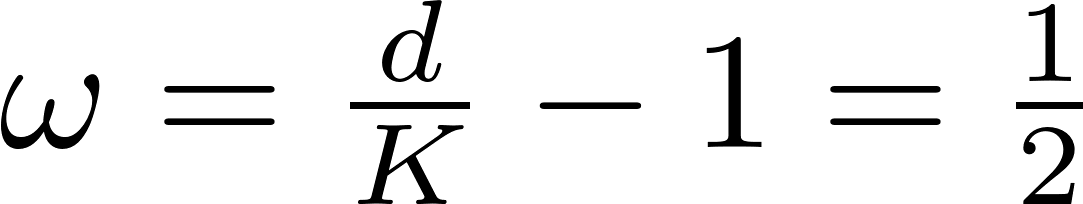 ω = d/K − 1 = 1/2